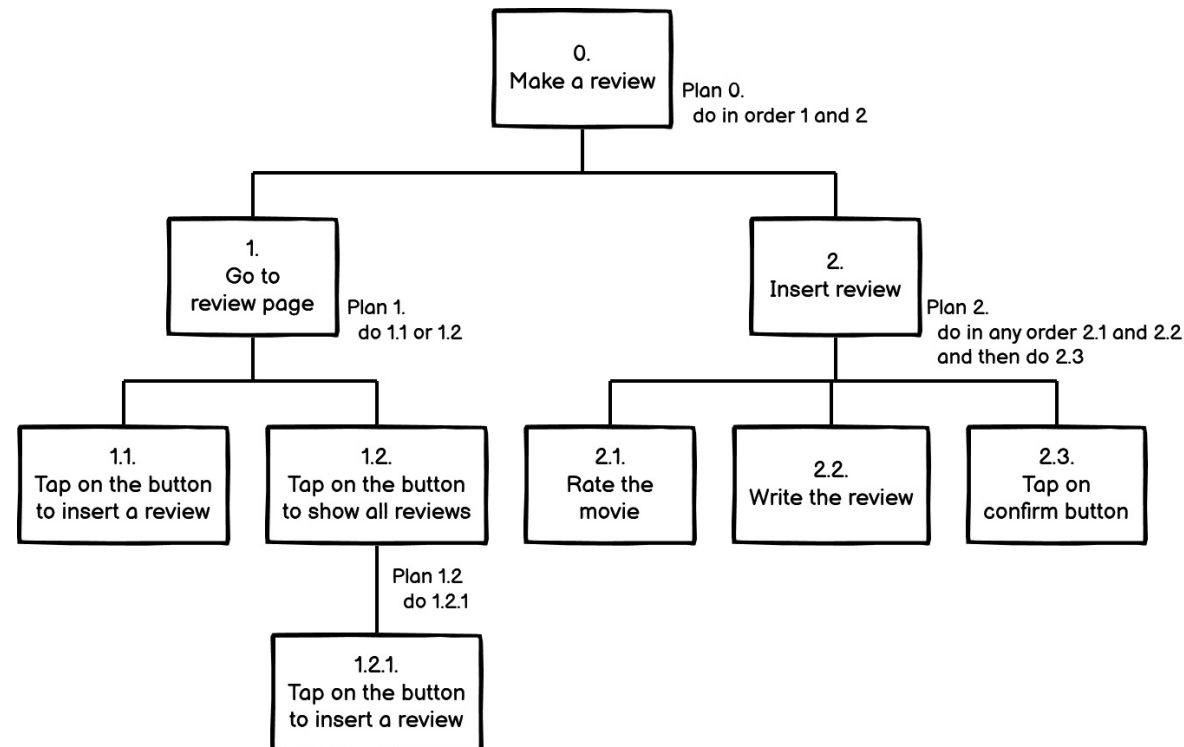 0.
Make a review
Plan 0.
do in order 1 and 2
1.
Go to
review page
Plan 1.
do 1.1 or 1.2
2.
Insert review
Plan 2.
do in any order 2.1 and 2.2
and then do 2.3
1.1.
Tap on the button
to insert a review
1.2.
Tap on the button
to show all reviews
2.1.
Rate the
movie
2.2.
Write the review
2.3.
Tap on
confirm button
Plan 1.2
do 1.2.1
1.2.1.
Tap on the button
to insert a review